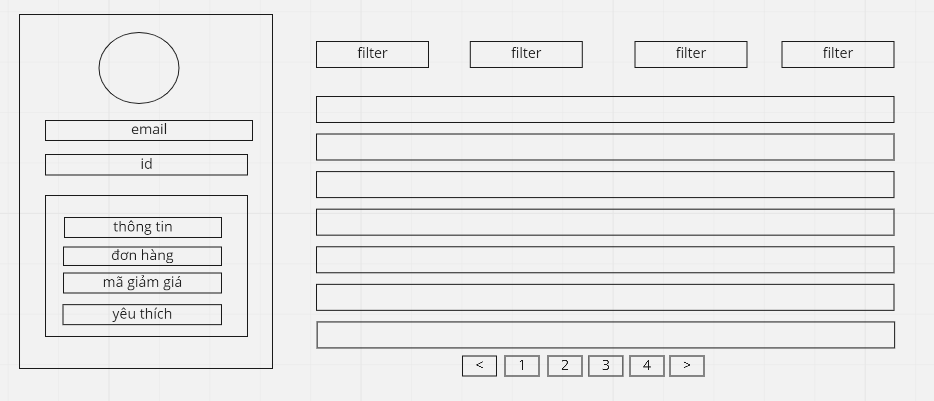 email
id
thông tin
đơn hàng
mã giảm giá
yêu thích
filter filter filter filter
< 1 2 3 4 >